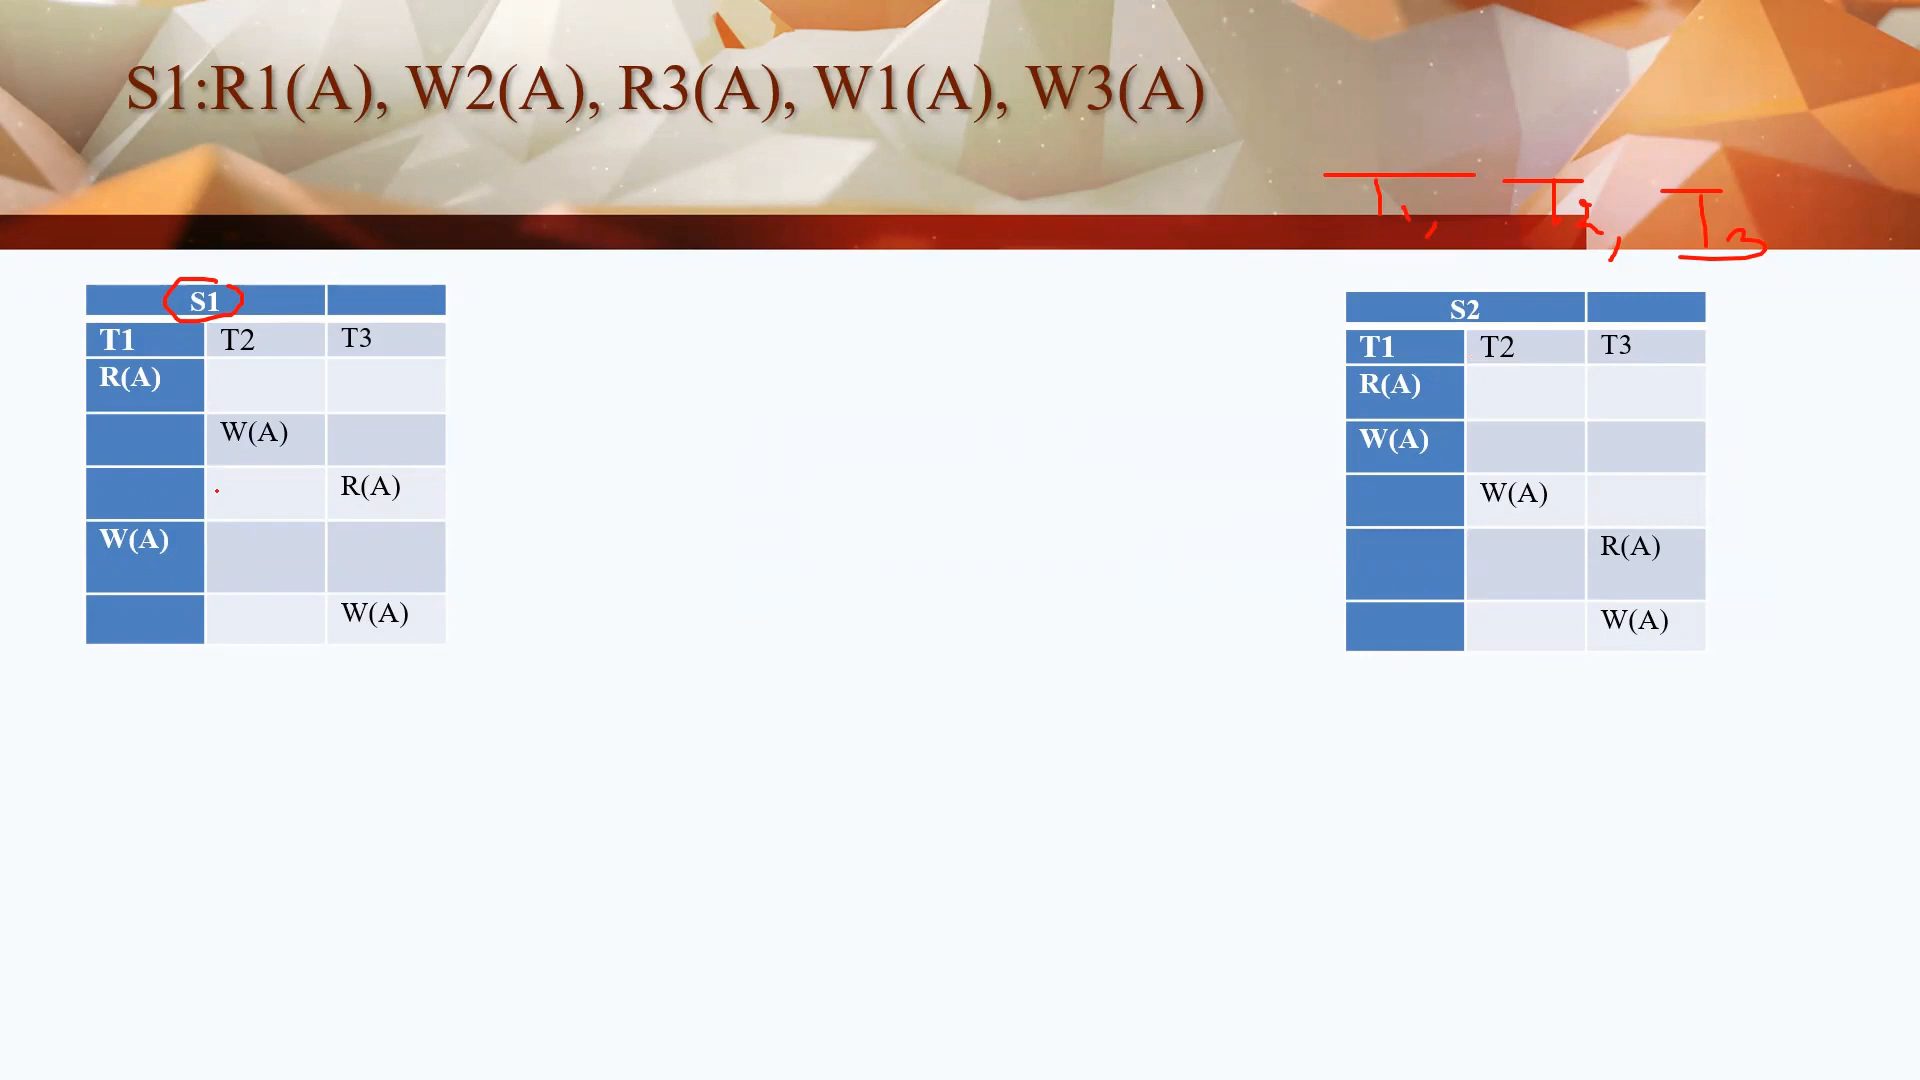 S1:R1(A), W2(A), R3(A), W1(A), W3(A)
T1, T2, T3
S1
T1 T2 T3
R(A)
W(A)
R(A)
W(A)
W(A)
S2
T1 T2 T3
R(A)
W(A)
W(A)
R(A)
W(A)